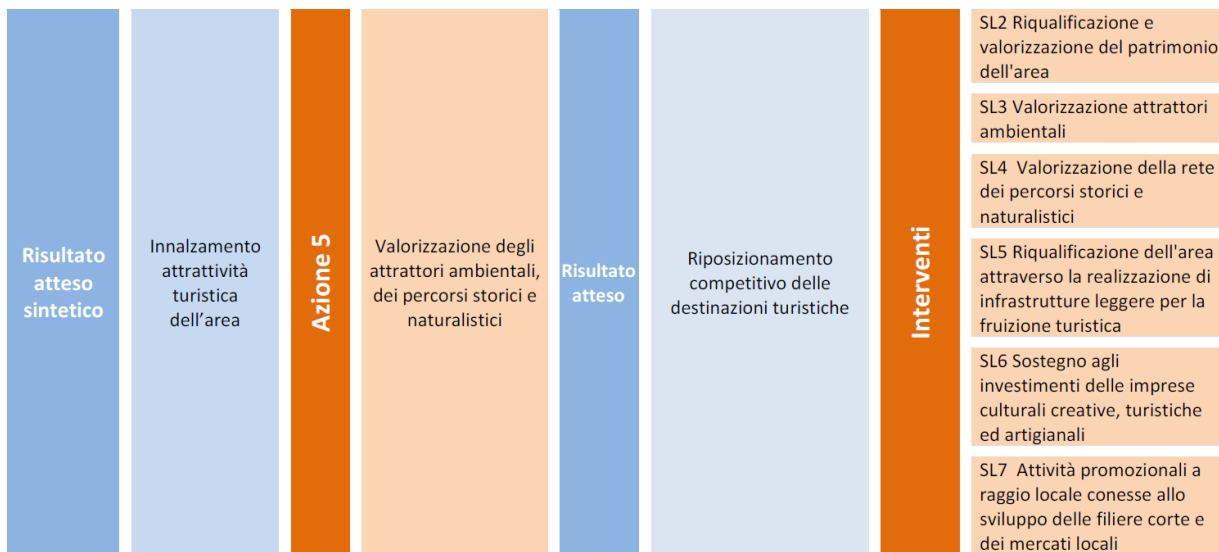 Risultato
atteso
sintetico
Innalzamento
attrattività
turistica
dell’area
Azione 5
Valorizzazione degli
attrattori ambientali,
dei percorsi storici e
naturalistici
Risultato
atteso
Riposizionamento
competitivo delle
destinazioni turistiche
Interventi
SL2 Riqualificazione e
valorizzazione del patrimonio
dell'area
SL3 Valorizzazione attrattori
ambientali
SL4 Valorizzazione della rete
dei percorsi storici e
naturalistici
SL5 Riqualificazione dell'area
attraverso la realizzazione di
infrastrutture leggere per la
fruizione turistica
SL6 Sostegno agli
investimenti delle imprese
culturali creative, turistiche
ed artigianali
SL7 Attività promozionali a
raggio locale conesse allo
sviluppo delle filiere corte e
dei mercati locali